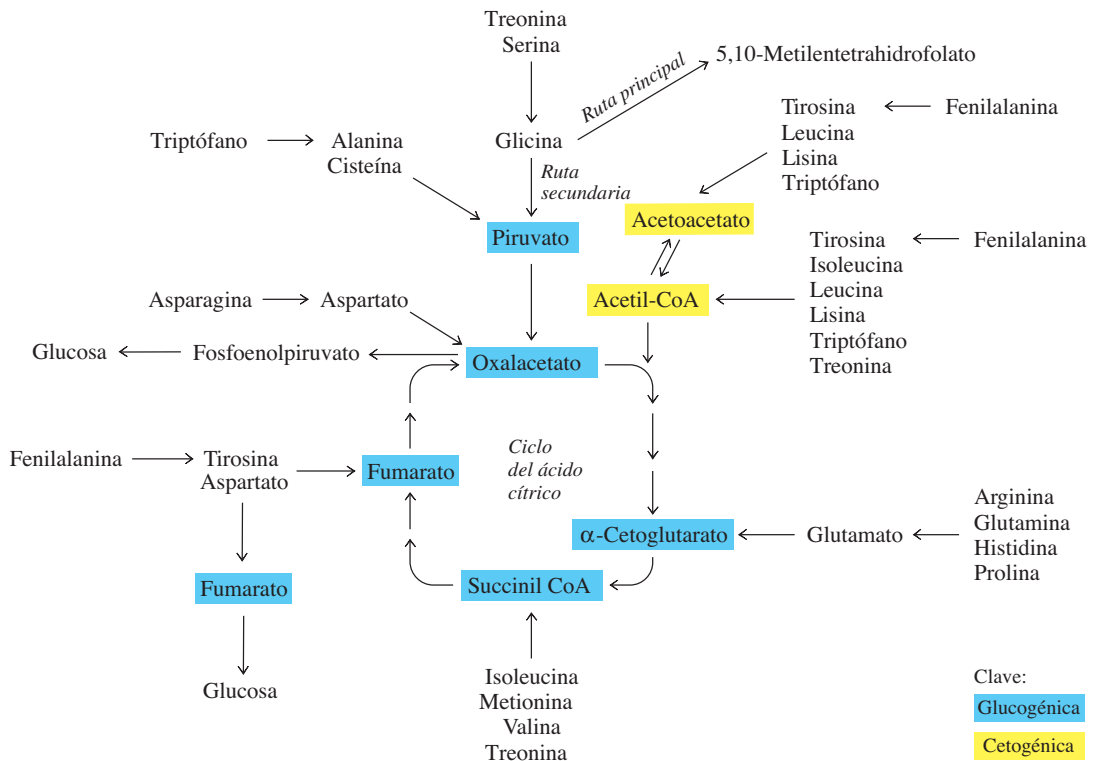 Treonina
Serina
Ruta principal
5,10-Metilentetrahidrofolato
Triptófano
Alanina
Cisteína
Glicina
Ruta
secundaria
Tirosina
Fenilalanina
Leucina
Lisina
Triptófano
Piruvato
Acetoacetato
Tirosina
Fenilalanina
Isoleucina
Leucina
Lisina
Triptófano
Treonina
Asparagina
Aspartato
Acetil-CoA
Glucosa
Fosfoenolpiruvato
Oxalacetato
Fenilalanina
Tirosina
Aspartato
Fumarato
Ciclo
del ácido
cítrico
Arginina
Glutamina
Histidina
Prolina
α-Cetoglutarato
Glutamato
Fumarato
Succinil CoA
Glucosa
Isoleucina
Metionina
Valina
Treonina
Clave:
Glucogénica
Cetogénica